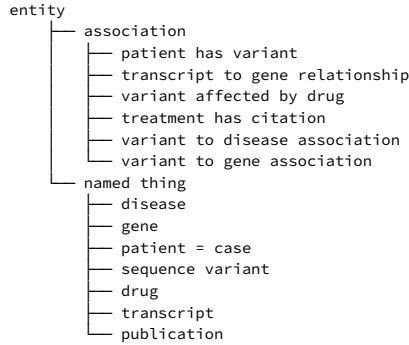 entity
association
patient has variant
transcript to gene relationship
variant affected by drug
treatment has citation
variant to disease association
variant to gene association
named thing
disease
gene
patient = case
sequence variant
drug
transcript
publication